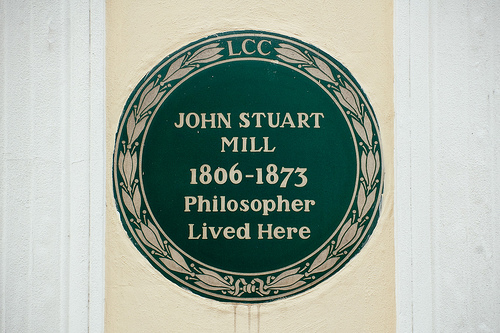 LCC
JOHN STUART
MILL
1806-1873
Philosopher
Lived Here